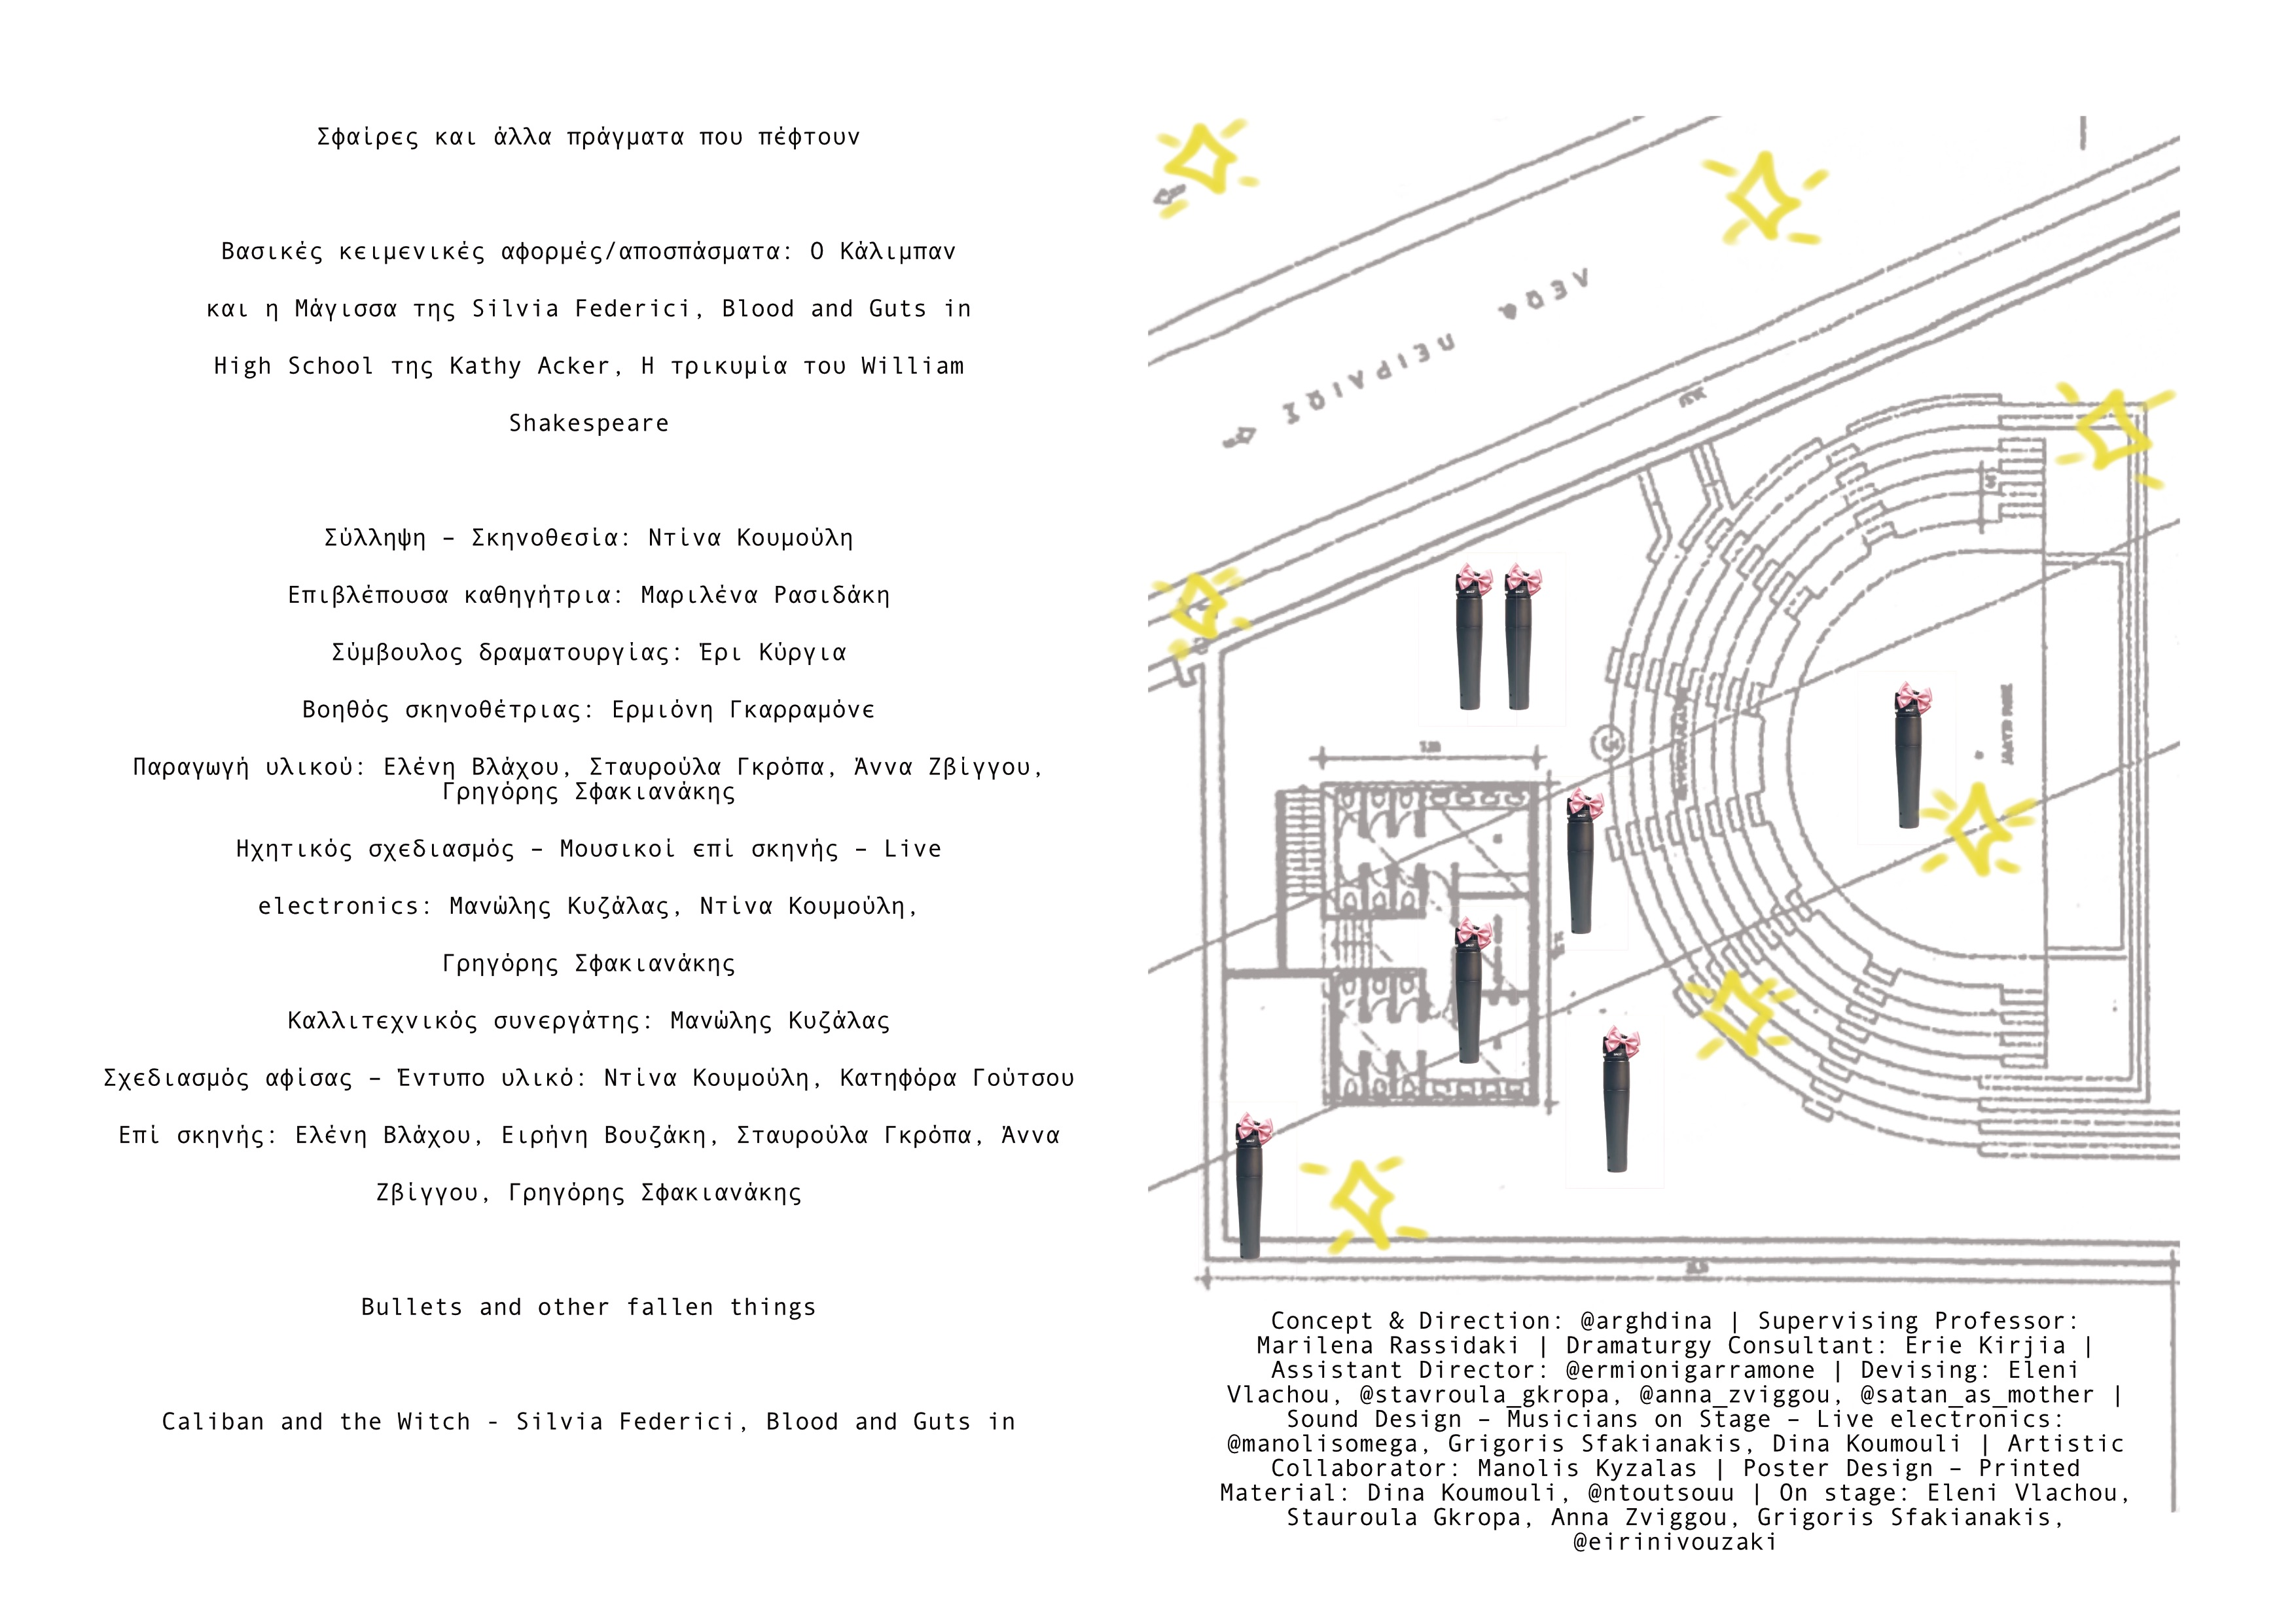 Σφαίρες και άλλα πράγματα που πέφτουν
Βασικές κειμενικές αφορμές/αποσπάσματα: Ο Κάλιμπαν
και η Μάγισσα της Silvia Federici, Blood and Guts in
High School της Kathy Acker, Η τρικυμία του William
Shakespeare
Σύλληψη – Σκηνοθεσία: Ντίνα Κουμούλη
Επιβλέπουσα καθηγήτρια: Μαριλένα Ρασιδάκη
Σύμβουλος δραματουργίας: Έρι Κύργια
Βοηθός σκηνοθέτριας: Ερμιόνη Γκαρραμόνε
Παραγωγή υλικού: Ελένη Βλάχου, Σταυρούλα Γκρόπα, Άννα Ζβίγγου,
Γρηγόρης Σφακιανάκης
Ηχητικός σχεδιασμός – Μουσικοί επί σκηνής – Live
electronics: Μανώλης Κυζάλας, Ντίνα Κουμούλη,
Γρηγόρης Σφακιανάκης
Καλλιτεχνικός συνεργάτης: Μανώλης Κυζάλας
Σχεδιασμός αφίσας – Έντυπο υλικό: Ντίνα Κουμούλη, Κατηφόρα Γούτσου
Επί σκηνής: Ελένη Βλάχου, Ειρήνη Βουζάκη, Σταυρούλα Γκρόπα, Άννα
Ζβίγγου, Γρηγόρης Σφακιανάκης
Bullets and other fallen things
Caliban and the Witch - Silvia Federici, Blood and Guts in
ΠΕΙΡΑΙΩΣ
Concept & Direction: @arghdina | Supervising Professor:
Marilena Rassidaki | Dramaturgy Consultant: Erie Kirjia |
Assistant Director: @ermionigarramone | Devising: Eleni
Vlachou, @stavroula_gkropa, @anna_zviggou, @satan_as_mother |
Sound Design – Musicians on Stage – Live electronics:
@manolisomega, Grigoris Sfakianakis, Dina Koumouli | Artistic
Collaborator: Manolis Kyzalas | Poster Design – Printed
Material: Dina Koumouli, @ntoutsouu | On stage: Eleni Vlachou,
Stauroula Gkropa, Anna Zviggou, Grigoris Sfakianakis,
@eirinivouzaki